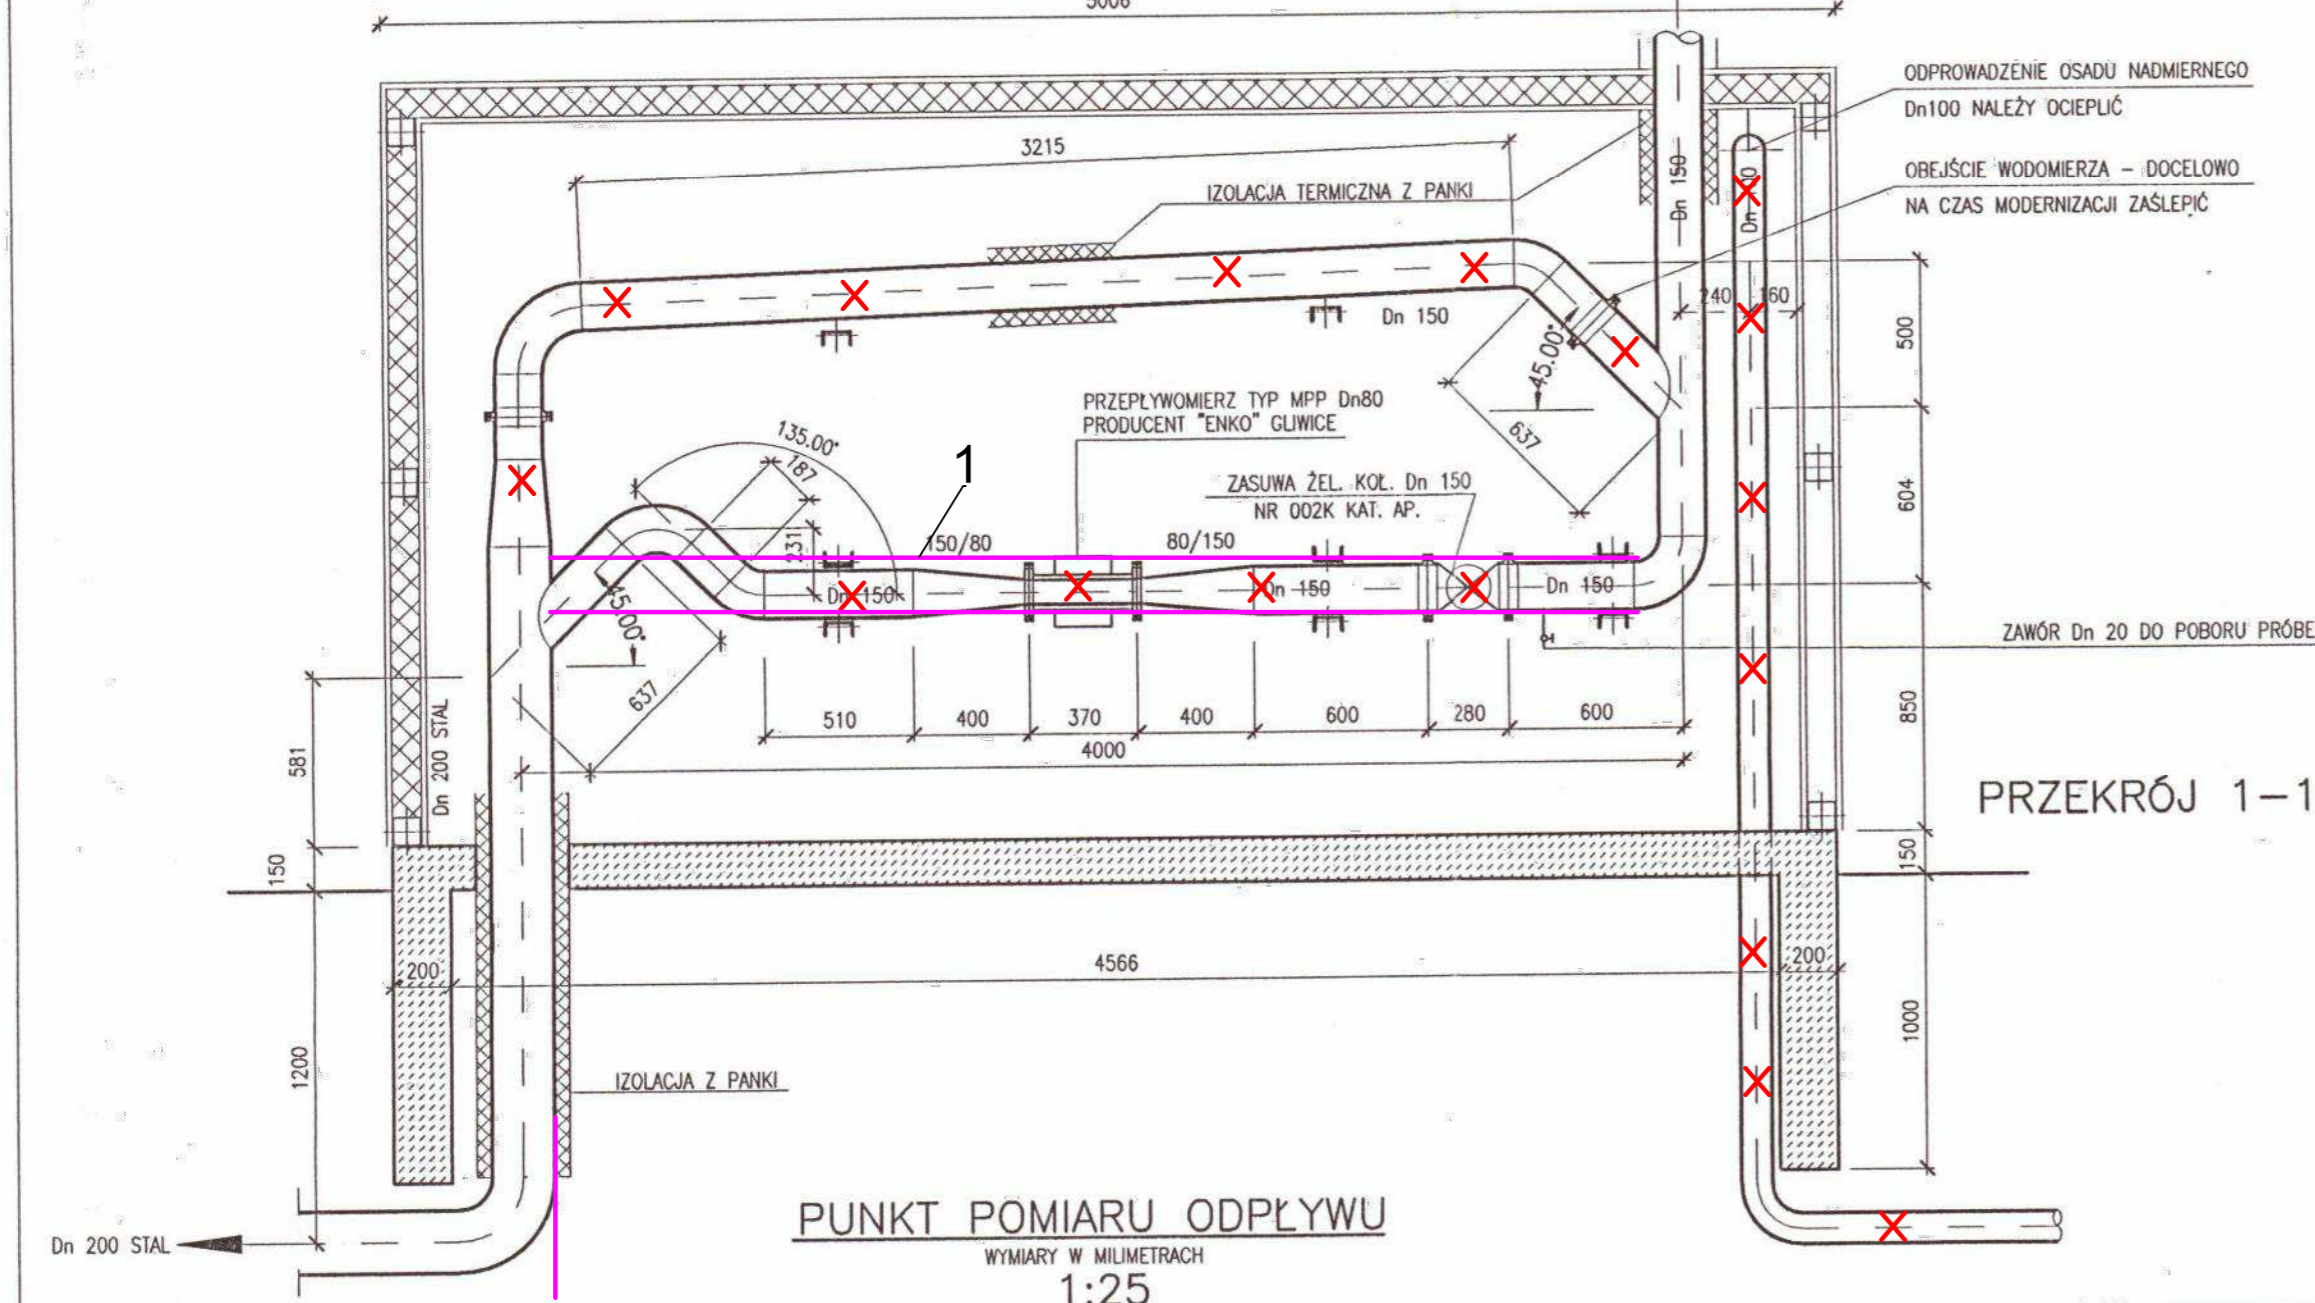 5006
ODPROWADZENIE OSADU NADMIERNEGO
Dn100 NALEŻY OCIEPLIĆ
3215
IZOLACJA TERMICZNA Z PANKI
OBEJŚCIE WODOMIERZA - DOCELOWO
NA CZAS MODERNIZACJI ZAŚLEPIĆ
Dn 150
Dn
240
160
Dn 150
500
45.00°
637
PRZEPŁYWOMIERZ TYP MPP Dn80
PRODUCENT "ENKO" GLIWICE
135.00°
187
1
ZASUWA ŻEL. KOŁ. Dn 150
NR 002K KAT. AP.
604
231
150/80
80/150
Dn 150
Dn 150
Dn 150
45.00°
ZAWÓR Dn 20 DO POBORU PRÓBE
637
510
400
370
400
600
280
600
850
4000
581
Dn 200 STAL
PRZEKRÓJ 1-1
150
150
200
4566
200
1000
1200
IZOLACJA Z PANKI
Dn 200 STAL
PUNKT POMIARU ODPŁYWU
WYMIARY W MILIMETRACH
1:25